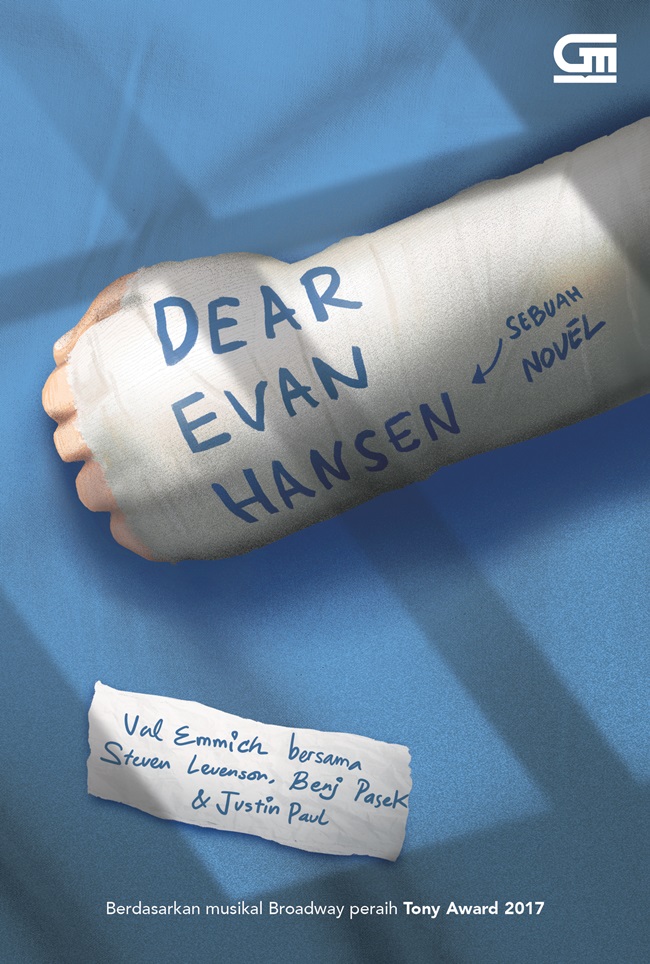 GM
DEAR
EVAN
HANSEN
SEBUAH
NOVEL
Val Emmich bersama
Steven Levenson, Benj Pasek
& Justin Paul
Berdasarkan musikal Broadway peraih Tony Award 2017